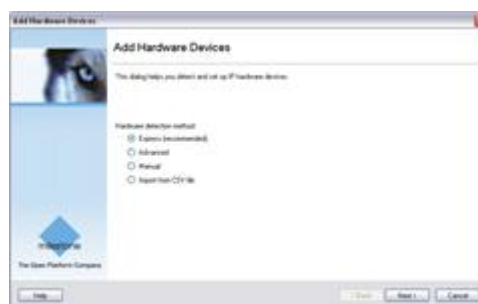 Add Hardware Devices
Add Hardware Devices
This dialog helps you detect and set up IP hardware devices.
Hardware detection method:
Express (recommended)
Advanced
Manual
Import from CSV file
milestone
The Open Platform Company
Help
< Back
Next >
Cancel